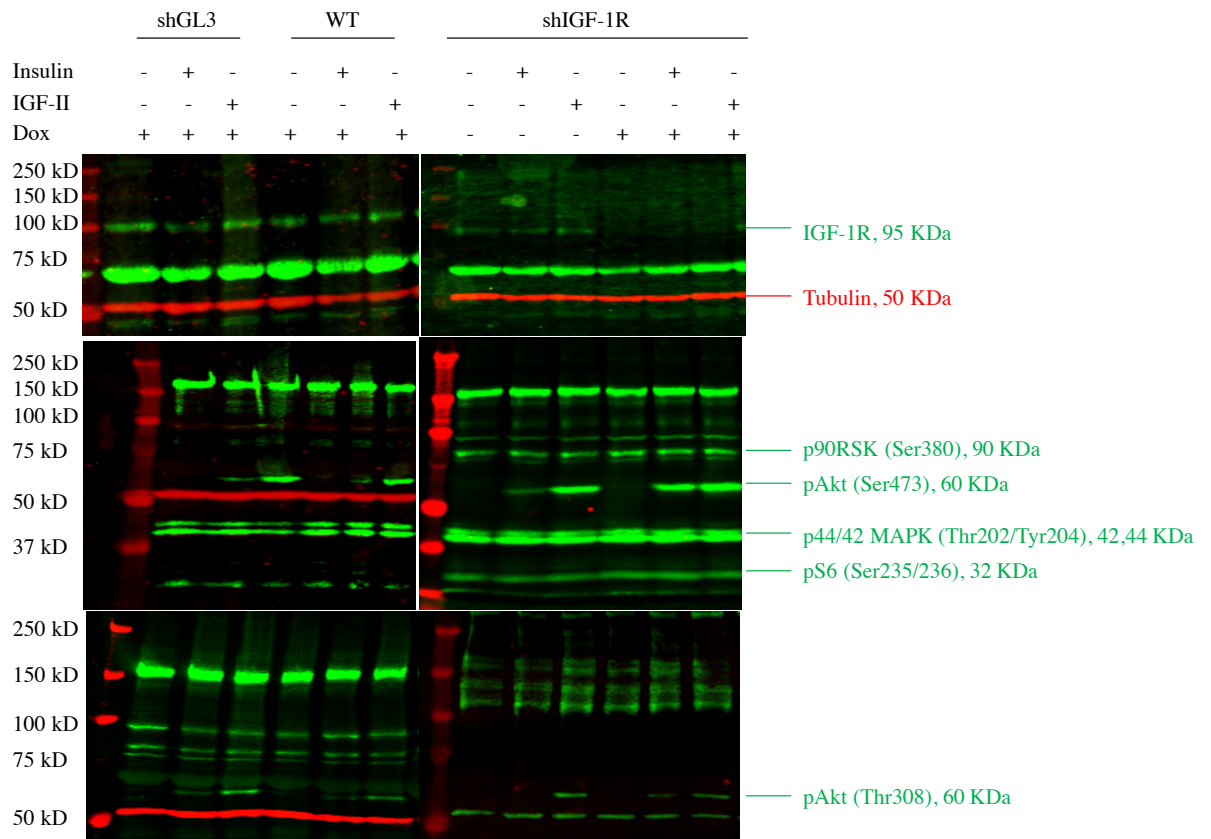 shGL3 WT shIGF-1R
Insulin - + - - + - - + - - + -
IGF-II - - + - - + - - + - - +
Dox + + + + + + - - - + + +
250 kD
150 kD
100 kD
IGF-1R, 95 KDa
75 kD
Tubulin, 50 KDa
50 kD
250 kD
150 kD
100 kD
75 kD
p90RSK (Ser380), 90 KDa
pAkt (Ser473), 60 KDa
50 kD
p44/42 MAPK (Thr202/Tyr204), 42,44 KDa
37 kD
pS6 (Ser235/236), 32 KDa
250 kD
150 kD
100 kD
75 kD
pAkt (Thr308), 60 KDa
50 kD